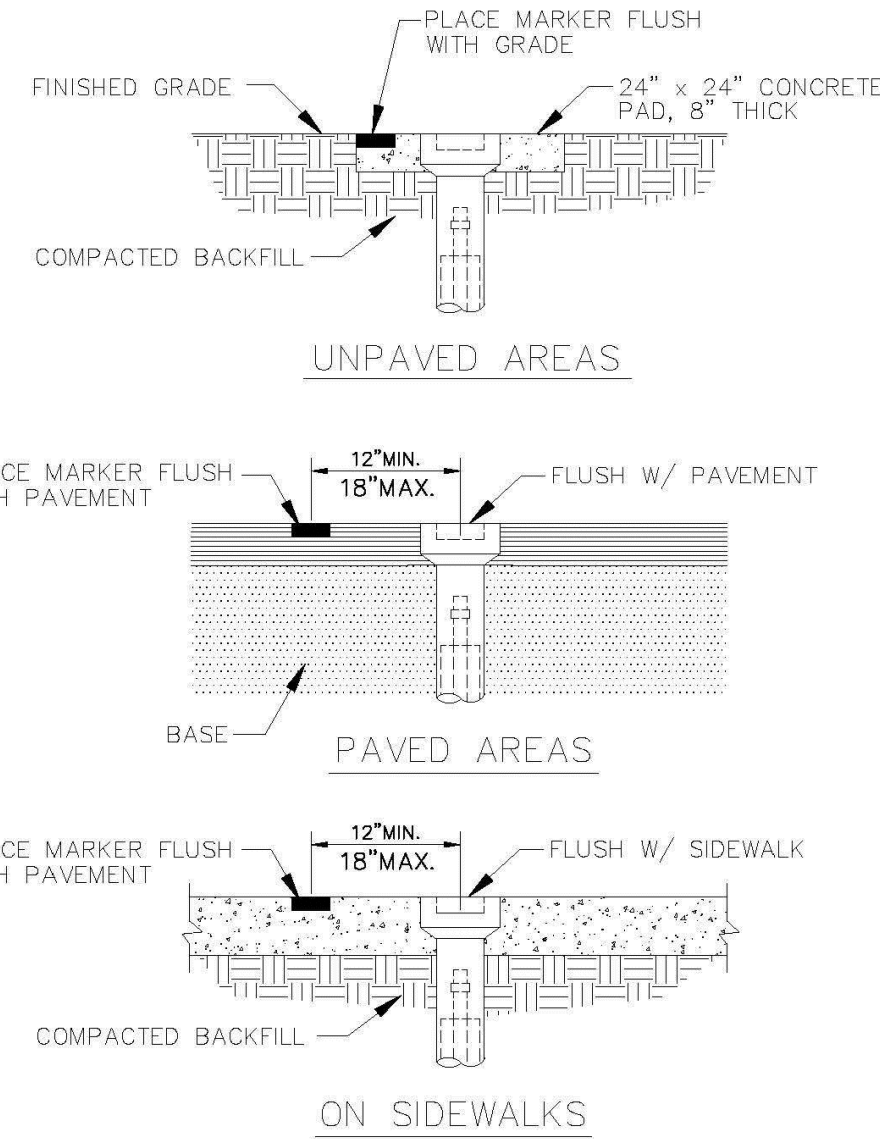 PLACE MARKER FLUSH
WITH GRADE
FINISHED GRADE
24" x 24" CONCRETE
PAD, 8" THICK
COMPACTED BACKFILL
UNPAVED AREAS
CE MARKER FLUSH
H PAVEMENT
12"MIN.
18"MAX.
FLUSH W/ PAVEMENT
BASE
PAVED AREAS
CE MARKER FLUSH
H PAVEMENT
12"MIN.
18"MAX.
FLUSH W/ SIDEWALK
COMPACTED BACKFILL
ON SIDEWALKS